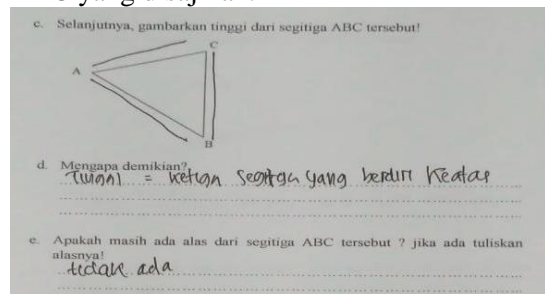 c. Selanjutnya, gambarkan tinggi dari segitiga ABC tersebut!
C
A
B
d. Mengapa demikian?
Tinggi = ketiga segitiga yang berdiri keatas
e. Apakah masih ada alas dari segitiga ABC tersebut ? jika ada tuliskan
alasnya!
tidak ada